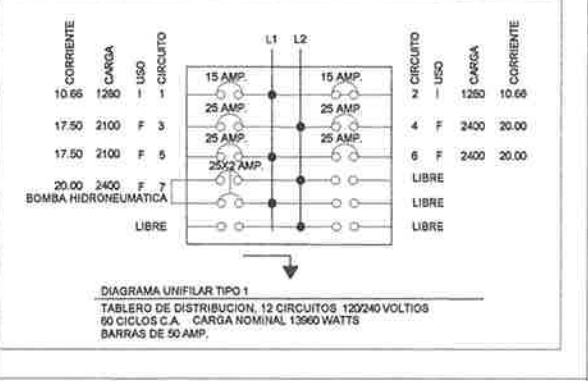 CORRIENTE CARGA USO CIRCUITO L1 L2 CIRCUITO USO CARGA CORRIENTE
15 AMP. 15 AMP.
10.66 1280 I 1 2 I 1280 10.66
25 AMP. 25 AMP.
17.50 2100 F 3 4 F 2400 20.00
25 AMP. 25 AMP.
17.50 2100 F 5 6 F 2400 20.00
25X2 AMP.
20.00 2400 F 7 LIBRE
BOMBA HIDRONEUMATICA LIBRE
LIBRE LIBRE
DIAGRAMA UNIFILAR TIPO 1
TABLERO DE DISTRIBUCION, 12 CIRCUITOS 120/240 VOLTIOS
60 CICLOS C.A. CARGA NOMINAL 13960 WATTS
BARRAS DE 50 AMP.